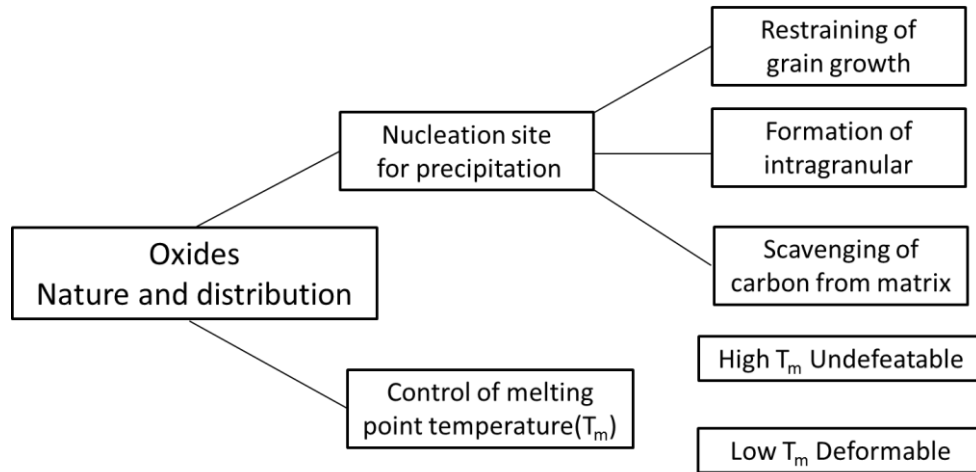 Restraining of
grain growth
Nucleation site
for precipitation
Formation of
intragranular
Oxides
Nature and distribution
Scavenging of
carbon from matrix
High Tm Undefeatable
Control of melting
point temperature(Tm)
Low Tm Deformable